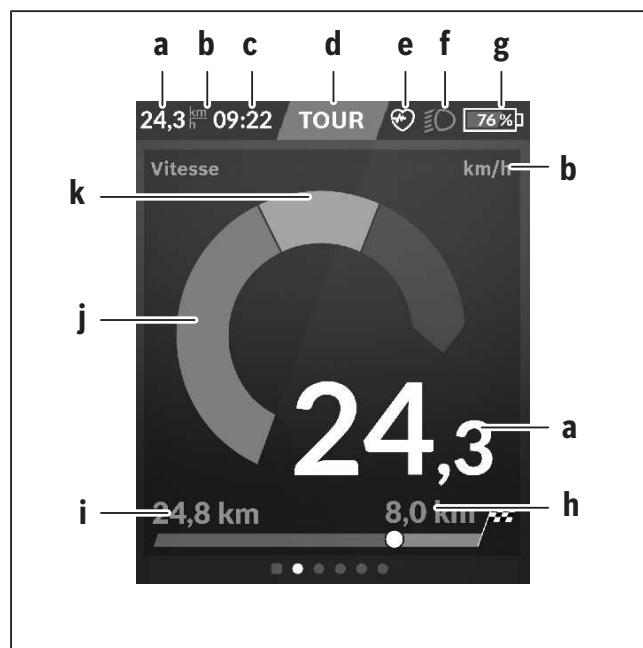 a b c d e f g
24,3 km/h 09:22 TOUR 76 %
Vitesse km/h b
k
j
24,3 a
i 24,8 km 8,0 km h